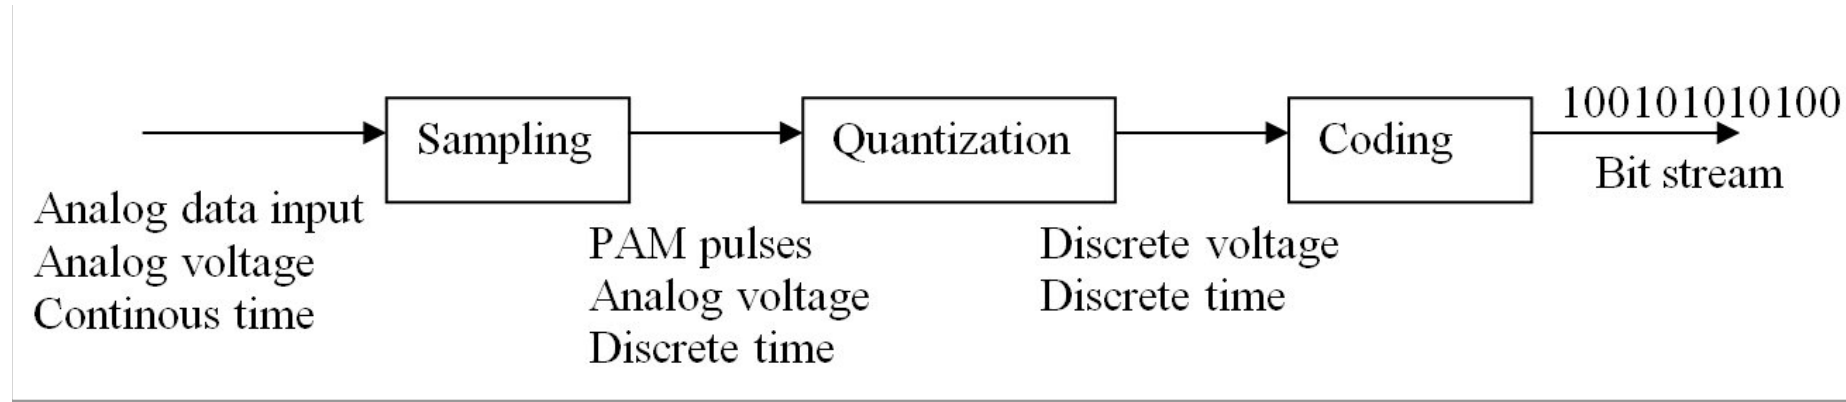 100101010100
Sampling
Quantization
Coding
Bit stream
Analog data input
Analog voltage
Continous time
PAM pulses
Analog voltage
Discrete time
Discrete voltage
Discrete time